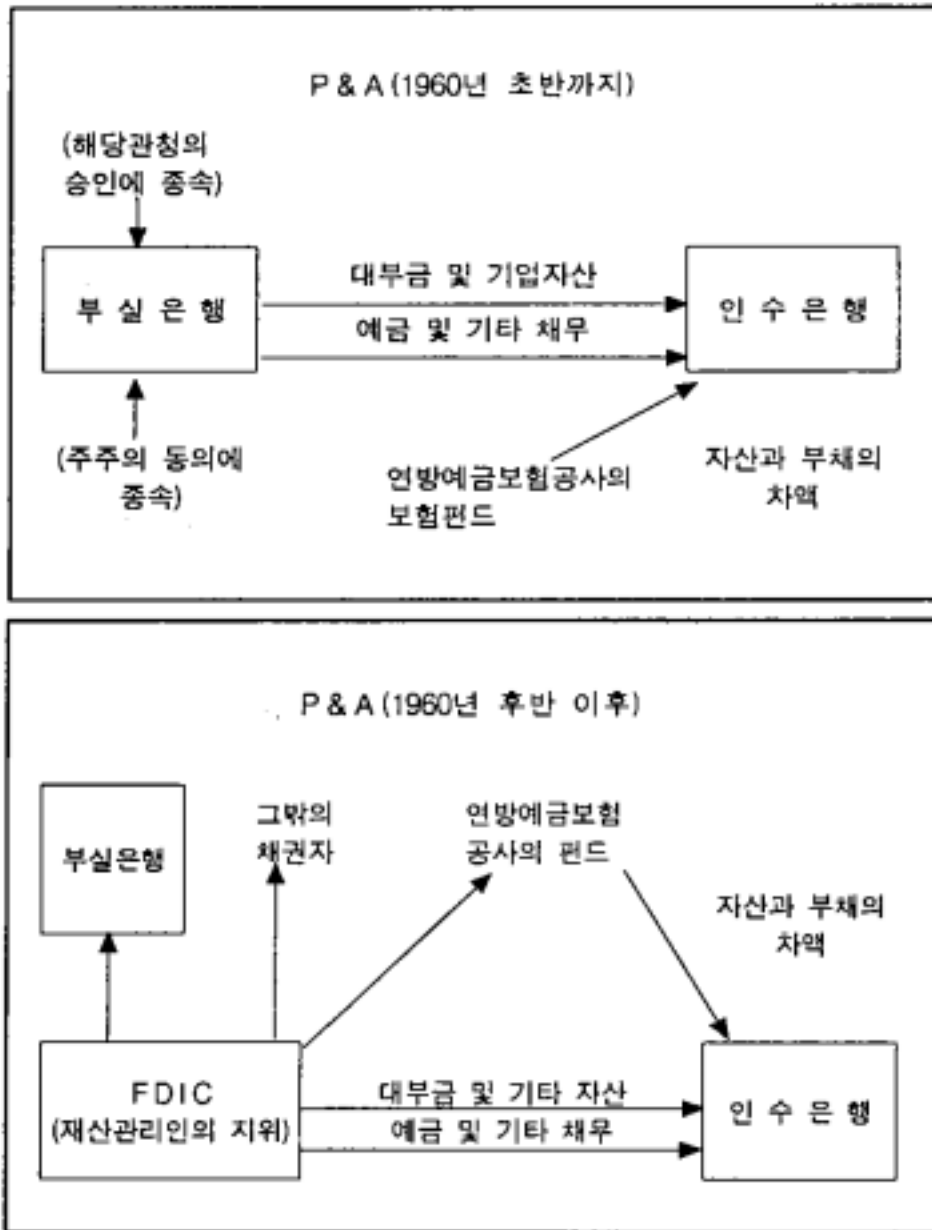 P & A (1960년 초반까지)
(해당관청의
승인에 종속)
부 실 은 행
대부금 및 기업자산
예금 및 기타 채무
인 수 은 행
(주주의 동의에
종속)
연방예금보험공사의
보험펀드
자산과 부채의
차액
P & A (1960년 후반 이후)
부실은행
그밖의
채권자
연방예금보험
공사의 펀드
자산과 부채의
차액
FDIC
(재산관리인의 지위)
대부금 및 기타 자산
예금 및 기타 채무
인 수 은 행